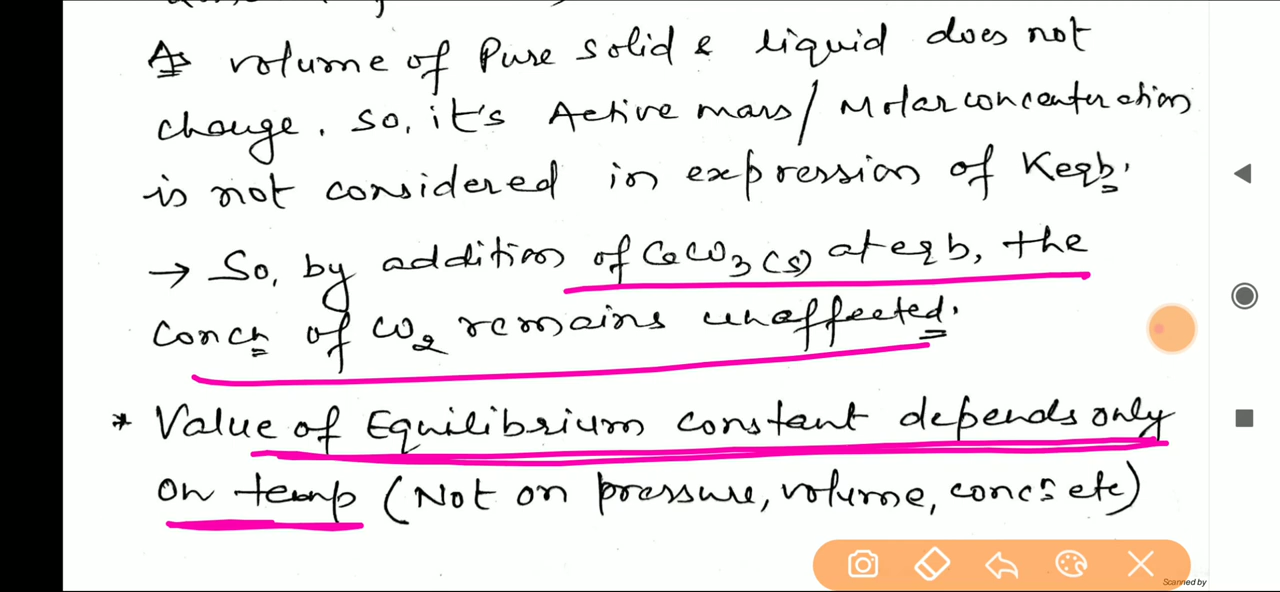 As volume of Pure solid & liquid does not
change. So, it's Active mass/Molar concentration
is not considered in expression of Keqb.
→ So, by addition of CaCO3(s) at eqb, the
concn of CO2 remains unaffected.
* Value of Equilibrium constant depends only
on temp (Not on pressure, volume, concn etc)
Scanned by